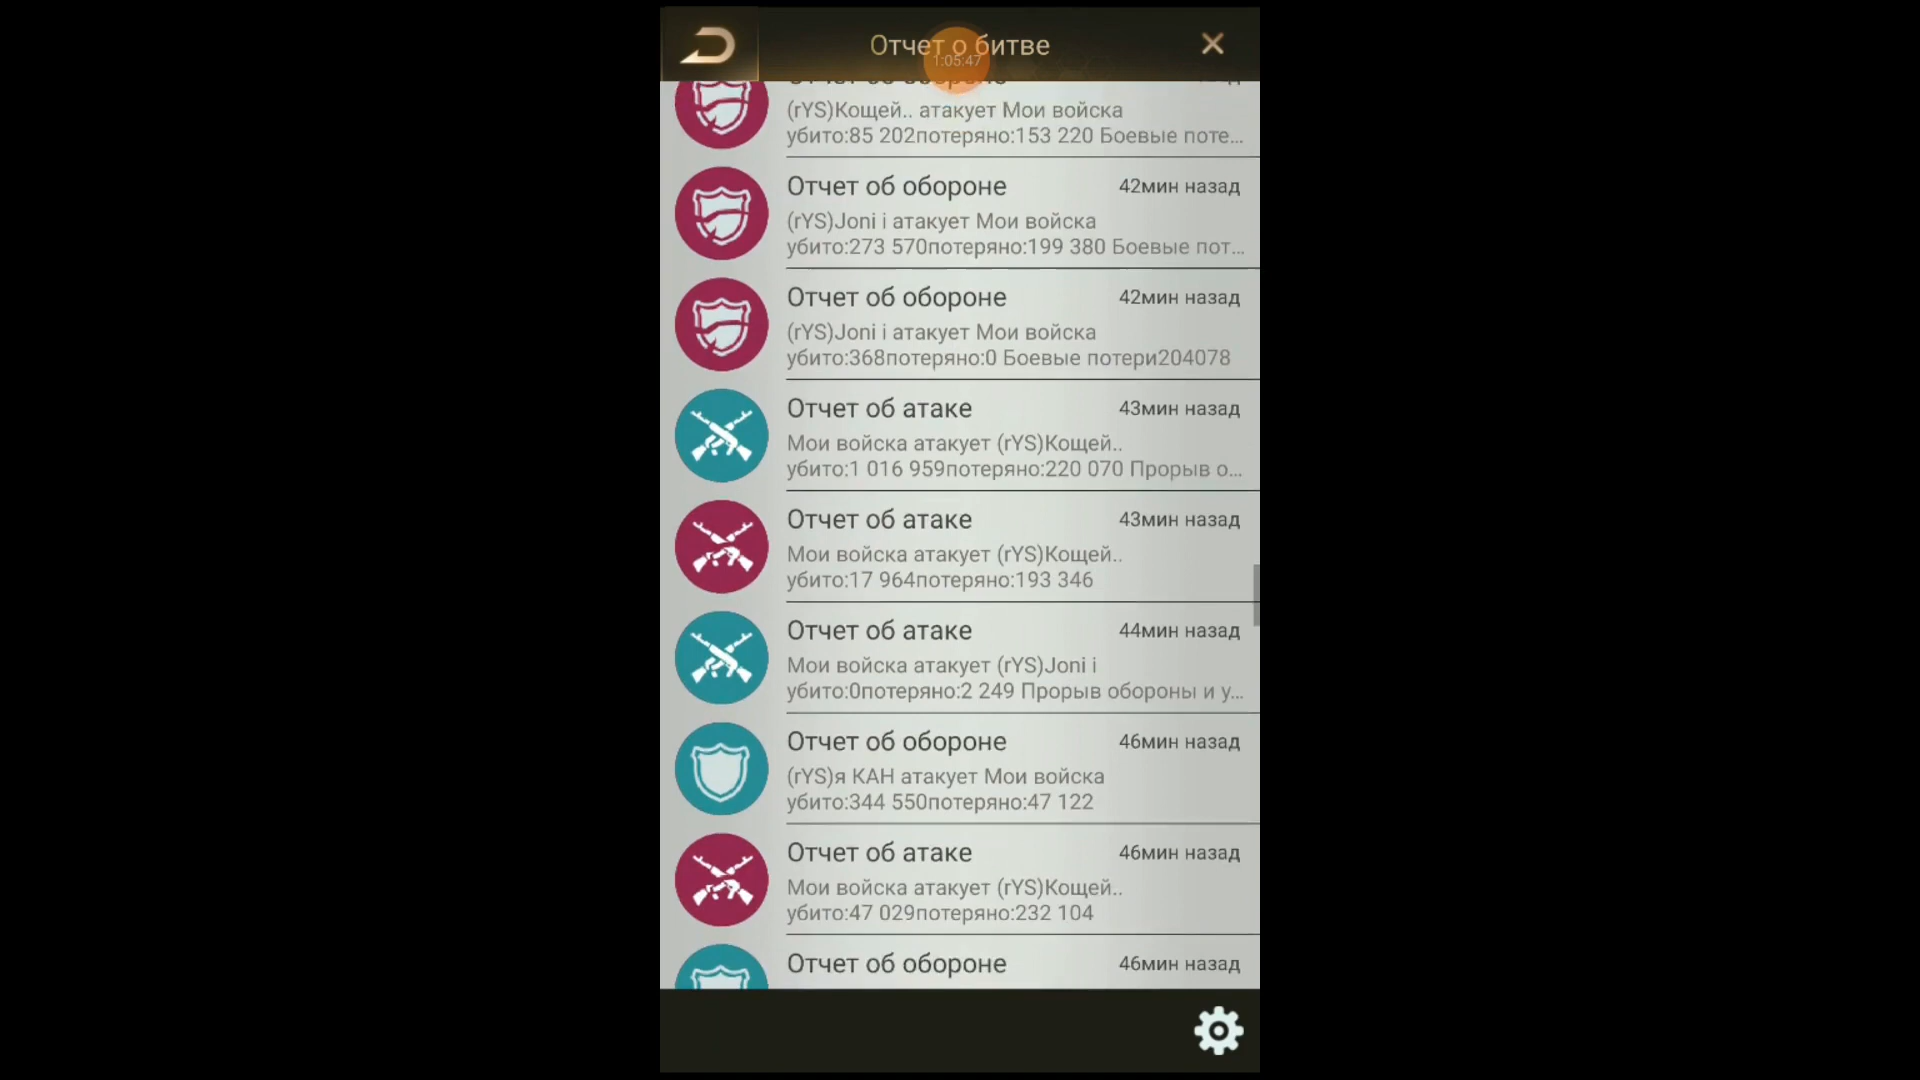 Отчет о битве
1:05:47
(rYS)Кощей.. атакует Мои войска
убито:85 202потеряно:153 220 Боевые поте...
Отчет об обороне 42мин назад
(rYS)Joni i атакует Мои войска
убито:273 570потеряно:199 380 Боевые пот...
Отчет об обороне 42мин назад
(rYS)Joni i атакует Мои войска
убито:368потеряно:0 Боевые потери204078
Отчет об атаке 43мин назад
Мои войска атакует (rYS)Кощей..
убито:1 016 959потеряно:220 070 Прорыв о...
Отчет об атаке 43мин назад
Мои войска атакует (rYS)Кощей..
убито:17 964потеряно:193 346
Отчет об атаке 44мин назад
Мои войска атакует (rYS)Joni i
убито:0потеряно:2 249 Прорыв обороны и у...
Отчет об обороне 46мин назад
(rYS)я КАН атакует Мои войска
убито:344 550потеряно:47 122
Отчет об атаке 46мин назад
Мои войска атакует (rYS)Кощей..
убито:47 029потеряно:232 104
Отчет об обороне 46мин назад